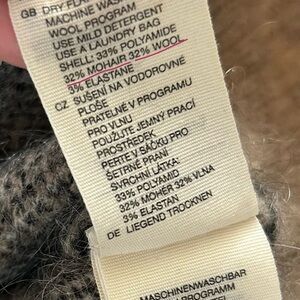 GB DRY FLAT
MACHINE WASH
WOOL PROGRAM
USE MILD DETERGENT
USE A LAUNDRY BAG
SHELL: 33% POLYAMIDE
32% MOHAIR 32% WOOL
3% ELASTANE
CZ SUŠENÍ NA VODOROVNÉ
PLOŠE
PRATELNÉ V PROGRAMU
PRO VLNU
POUŽIJTE JEMNÝ PRACÍ
PROSTŘEDEK
PERTE V SÁČKU PRO
ŠETRNÉ PRANÍ
SVRCHNÍ LÁTKA:
33% POLYAMID
32% MOHÉR 32% VLNA
3% ELASTAN
DE LIEGEND TROCKNEN
MASCHINENWASCHBAR
PROGRAMM